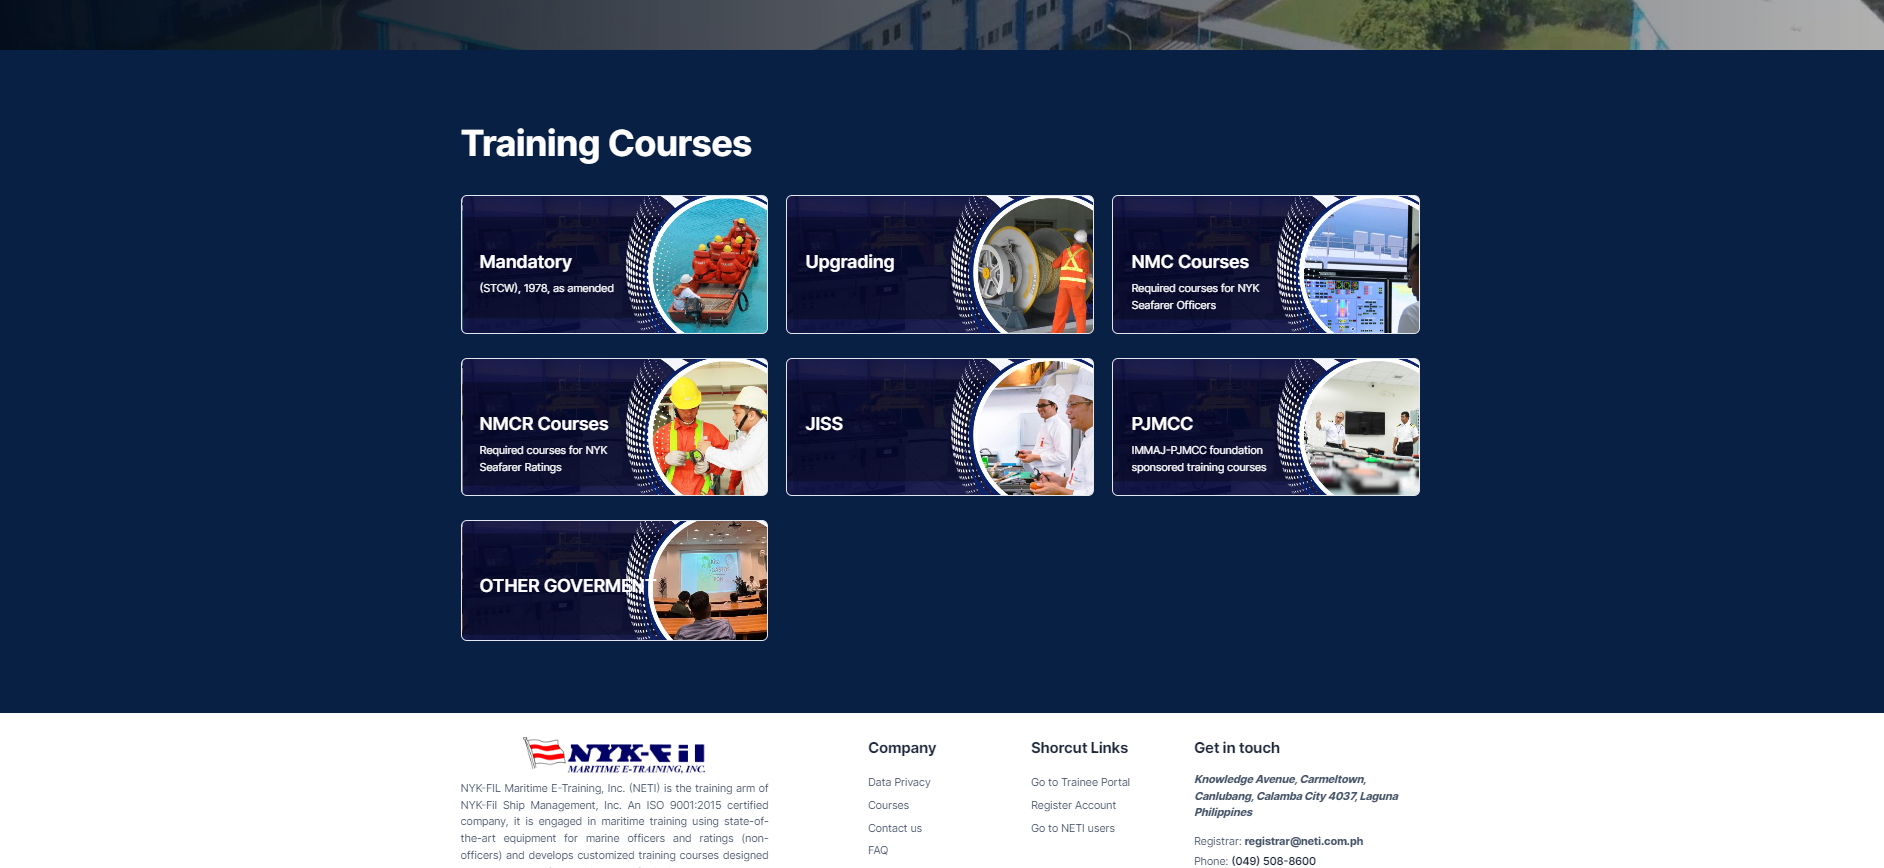 Training Courses
Mandatory
(STCW), 1978, as amended
Upgrading
NMC Courses
Required courses for NYK
Seafarer Officers
NMCR Courses
Required courses for NYK
Seafarer Ratings
JISS
PJMCC
IMMAJ-PJMCC foundation
sponsored training courses
OTHER GOVERMENT
NYK-Fil
MARITIME E-TRAINING, INC.
NYK-FIL Maritime E-Training, Inc. (NETI) is the training arm of
NYK-Fil Ship Management, Inc. An ISO 9001:2015 certified
company, it is engaged in maritime training using state-of-
the-art equipment for marine officers and ratings (non-
officers) and develops customized training courses designed
Company
Data Privacy
Courses
Contact us
FAQ
Shorcut Links
Go to Trainee Portal
Register Account
Go to NETI users
Get in touch
Knowledge Avenue, Carmeltown,
Canlubang, Calamba City 4037, Laguna
Philippines
Registrar: registrar@neti.com.ph
Phone: (049) 508-8600